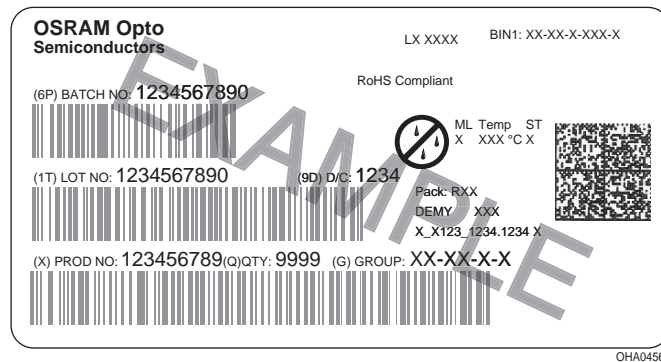 OSRAM Opto
Semiconductors
LX XXXX
BIN1: XX-XX-X-XXX-X
RoHS Compliant
(6P) BATCH NO: 1234567890
ML Temp ST
X XXX °C X
(1T) LOT NO: 1234567890 (9D) D/C: 1234
Pack: RXX
DEMY XXX
X_X123_1234.1234 X
(X) PROD NO: 123456789(Q)QTY: 9999 (G) GROUP: XX-XX-X-X
EXAMPLE
OHA0456